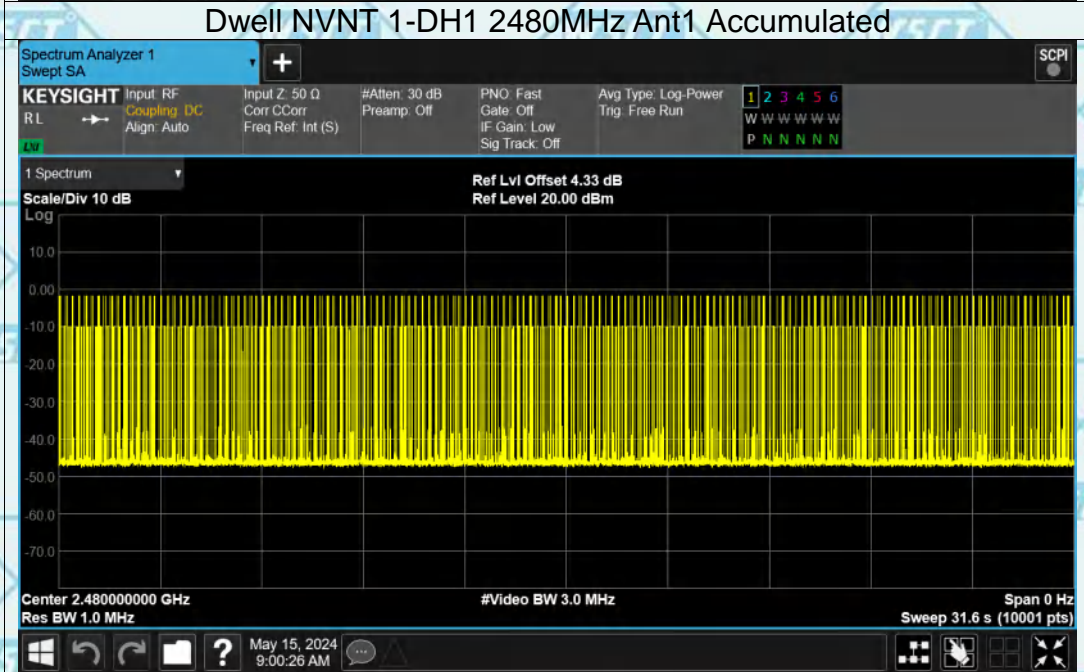 Dwell NVNT 1-DH1 2480MHz Ant1 Accumulated
Spectrum Analyzer 1
Swept SA
+
SCPI
KEYSIGHT Input: RF Input Z: 50 Ω #Atten: 30 dB PNO: Fast Avg Type: Log-Power 1 2 3 4 5 6
RL Coupling: DC Corr CCorr Preamp: Off Gate: Off Trig: Free Run W W W W W W
Align: Auto Freq Ref: Int (S) IF Gain: Low P N N N N N
LXI Sig Track: Off
1 Spectrum
Ref Lvl Offset 4.33 dB
Scale/Div 10 dB Ref Level 20.00 dBm
Log
10.0
0.00
-10.0
-20.0
-30.0
-40.0
-50.0
-60.0
-70.0
Center 2.480000000 GHz #Video BW 3.0 MHz Span 0 Hz
Res BW 1.0 MHz Sweep 31.6 s (10001 pts)
? May 15, 2024
9:00:26 AM